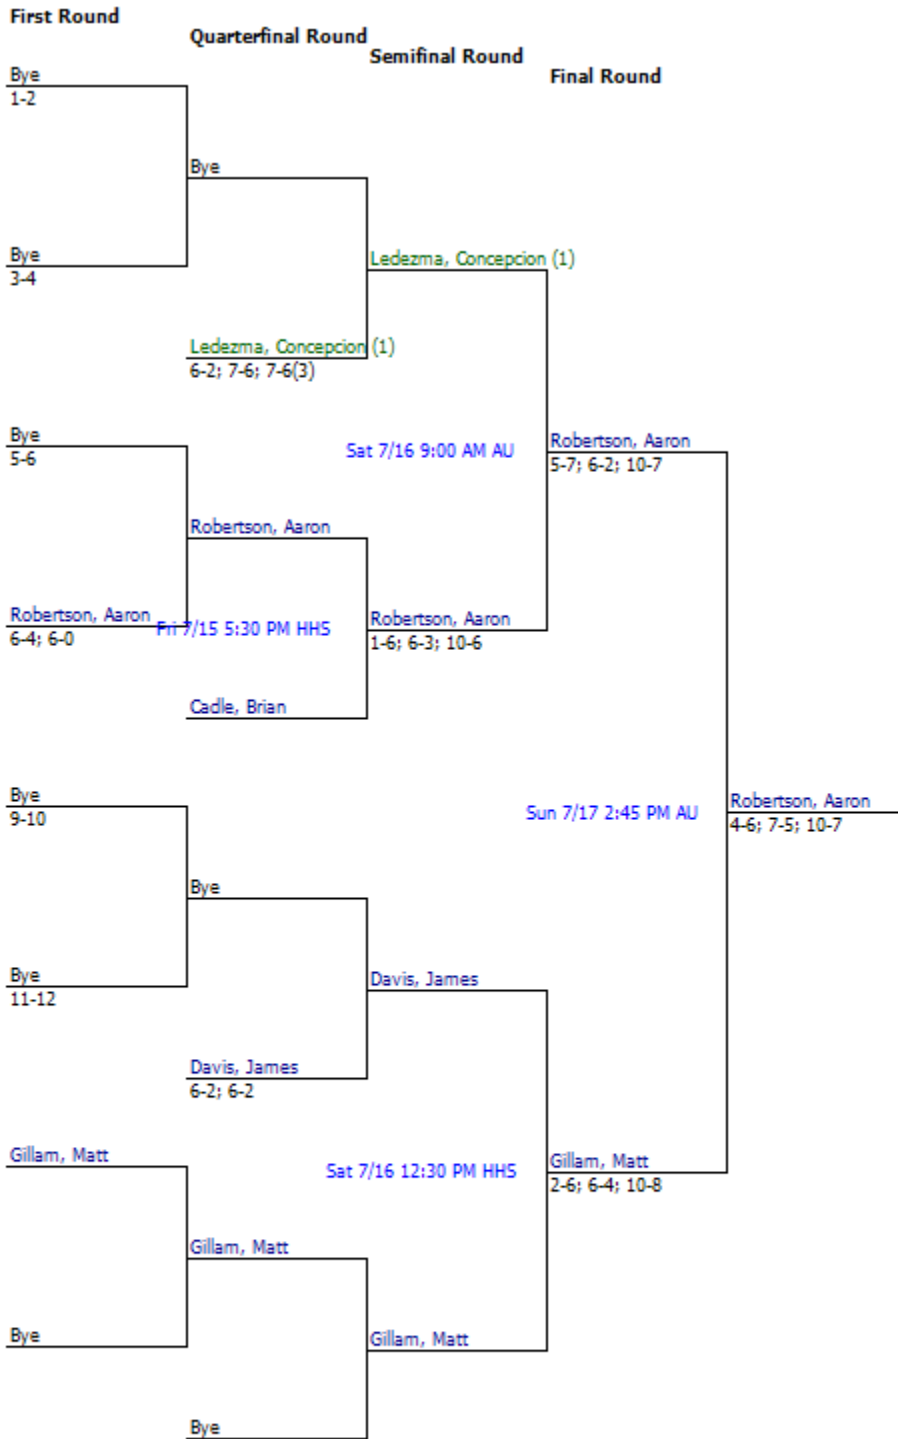 First Round
Quarterfinal Round
Semifinal Round
Final Round
Bye
1-2
Bye
Bye
3-4
Ledezma, Concepcion (1)
Ledezma, Concepcion (1)
6-2; 7-6; 7-6(3)
Bye
5-6
Sat 7/16 9:00 AM AU
Robertson, Aaron
5-7; 6-2; 10-7
Robertson, Aaron
Robertson, Aaron
6-4; 6-0
Fri 7/15 5:30 PM HHS
Robertson, Aaron
1-6; 6-3; 10-6
Cadle, Brian
Bye
9-10
Sun 7/17 2:45 PM AU
Robertson, Aaron
4-6; 7-5; 10-7
Bye
Bye
11-12
Davis, James
Davis, James
6-2; 6-2
Gillam, Matt
Sat 7/16 12:30 PM HHS
Gillam, Matt
2-6; 6-4; 10-8
Gillam, Matt
Bye
Gillam, Matt
Bye